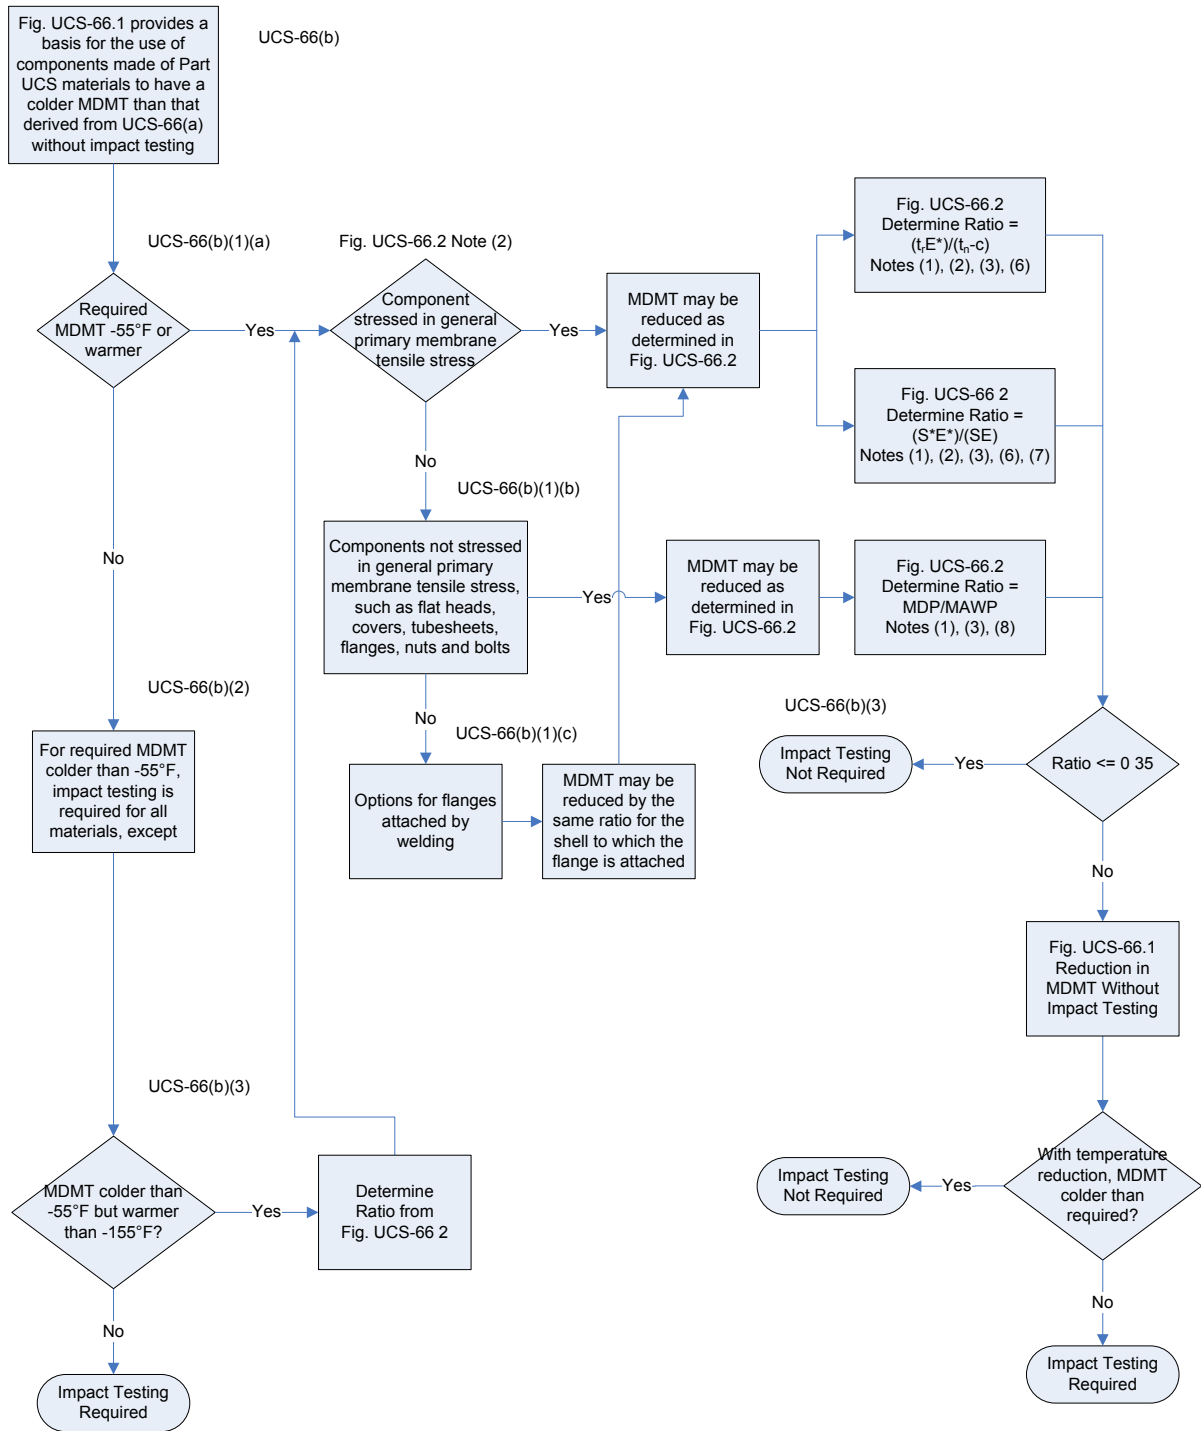 Fig. UCS-66.1 provides a
basis for the use of
components made of Part
UCS materials to have a
colder MDMT than that
derived from UCS-66(a)
without impact testing
UCS-66(b)
UCS-66(b)(1)(a)
Required
MDMT -55°F or
warmer
Yes
Fig. UCS-66.2 Note (2)
Component
stressed in general
primary membrane
tensile stress
Yes
MDMT may be
reduced as
determined in
Fig. UCS-66.2
Fig. UCS-66.2
Determine Ratio =
(trE*)/(tn-c)
Notes (1), (2), (3), (6)
Fig. UCS-66 2
Determine Ratio =
(S*E*)/(SE)
Notes (1), (2), (3), (6), (7)
No
UCS-66(b)(1)(b)
Components not stressed
in general primary
membrane tensile stress,
such as flat heads,
covers, tubesheets,
flanges, nuts and bolts
Yes
MDMT may be
reduced as
determined in
Fig. UCS-66.2
Fig. UCS-66.2
Determine Ratio =
MDP/MAWP
Notes (1), (3), (8)
No
UCS-66(b)(1)(c)
Options for flanges
attached by
welding
MDMT may be
reduced by the
same ratio for the
shell to which the
flange is attached
No
UCS-66(b)(2)
For required MDMT
colder than -55°F,
impact testing is
required for all
materials, except
UCS-66(b)(3)
Impact Testing
Not Required
Yes
Ratio <= 0 35
No
Fig. UCS-66.1
Reduction in
MDMT Without
Impact Testing
UCS-66(b)(3)
MDMT colder than
-55°F but warmer
than -155°F?
Yes
Determine
Ratio from
Fig. UCS-66 2
Impact Testing
Not Required
Yes
With temperature
reduction, MDMT
colder than
required?
No
Impact Testing
Required
No
Impact Testing
Required